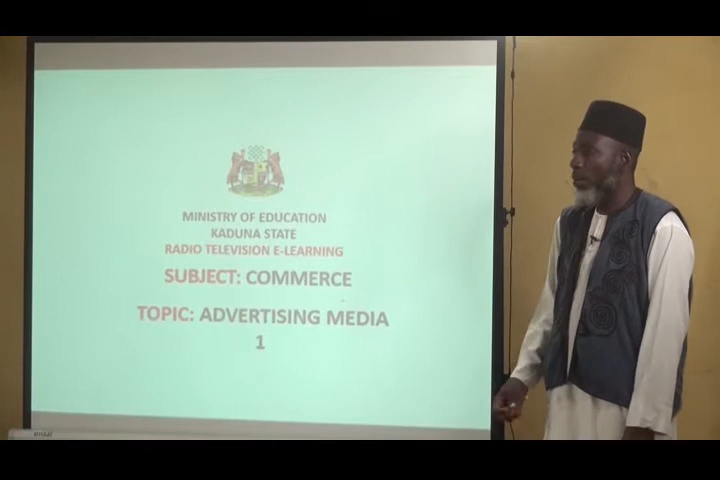 MINISTRY OF EDUCATION
KADUNA STATE
RADIO TELEVISION E-LEARNING
SUBJECT: COMMERCE
TOPIC: ADVERTISING MEDIA
1